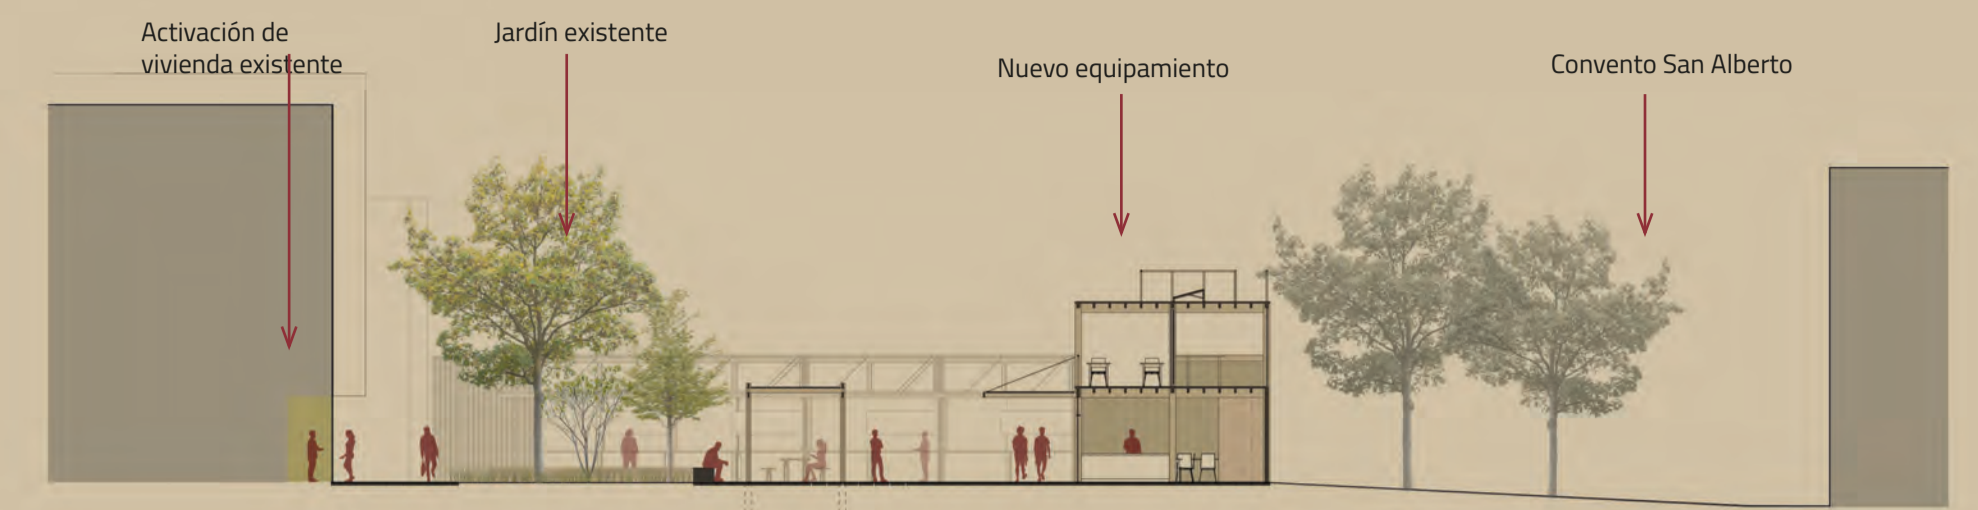 Activación de
vivienda existente
Jardín existente
Nuevo equipamiento
Convento San Alberto